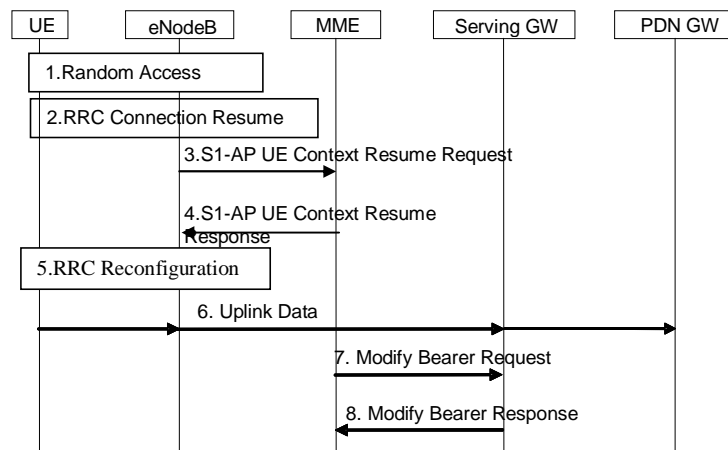 UE eNodeB MME Serving GW PDN GW
1.Random Access
2.RRC Connection Resume
3.S1-AP UE Context Resume Request
4.S1-AP UE Context Resume
Response
5.RRC Reconfiguration
6. Uplink Data
7. Modify Bearer Request
8. Modify Bearer Response